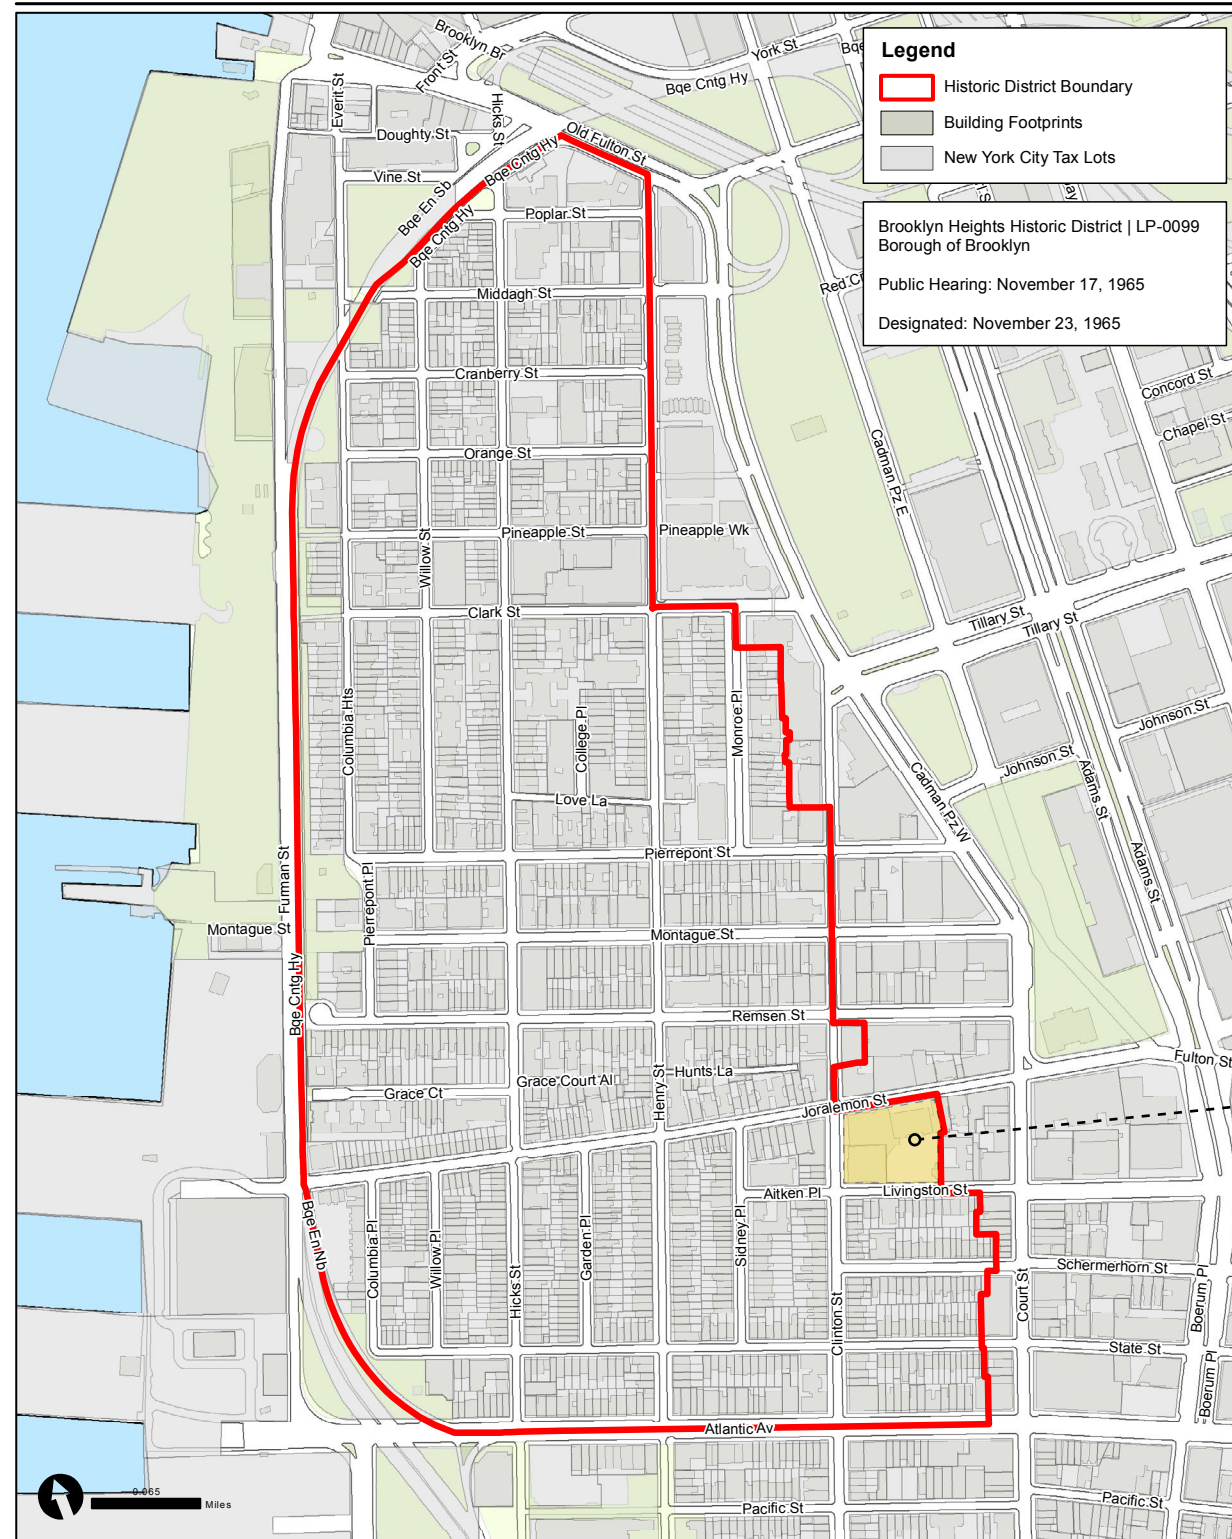 Legend
Historic District Boundary
Building Footprints
New York City Tax Lots
Brooklyn Heights Historic District | LP-0099
Borough of Brooklyn
Public Hearing: November 17, 1965
Designated: November 23, 1965
Brooklyn Br
York St
Front St
Bqe Cntg Hy
Everit St
Hicks St
Doughty St
Old Fulton St
Bqe Cntg Hy
Vine St
Bqe En Sb
Bqe Cntg Hy
Poplar St
Middagh St
Cranberry St
Concord St
Chapel St
Orange St
Cadman Pz E
Pineapple St
Pineapple Wk
Willow St
Clark St
Tillary St
Tillary St
Columbia Hts
College Pl
Monroe Pl
Johnson St
Johnson St
Love La
Cadman Pz W
Adams St
Adams St
Pierrepont St
Furman St
Pierrepont Pl
Montague St
Montague St
Bqe Cntg Hy
Remsen St
Fulton St
Grace Court Al
Hunts La
Henry St
Grace Ct
Joralemon St
Aitken Pl
Livingston St
Bqe En Nb
Columbia Pl
Willow Pl
Hicks St
Garden Pl
Sidney Pl
Clinton St
Court St
Schermerhorn St
Boerum Pl
State St
Boerum Pl
Atlantic Av
0.065
Miles
Pacific St
Pacific St